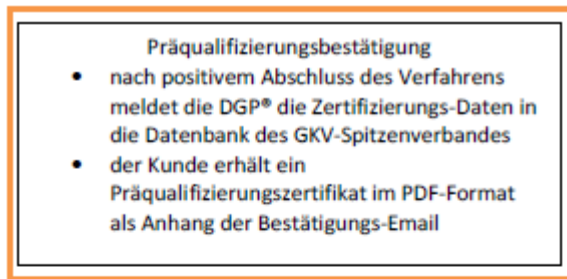 Präqualifizierungsbestätigung
• nach positivem Abschluss des Verfahrens
meldet die DGP® die Zertifizierungs-Daten in
die Datenbank des GKV-Spitzenverbandes
• der Kunde erhält ein
Präqualifizierungszertifikat im PDF-Format
als Anhang der Bestätigungs-Email